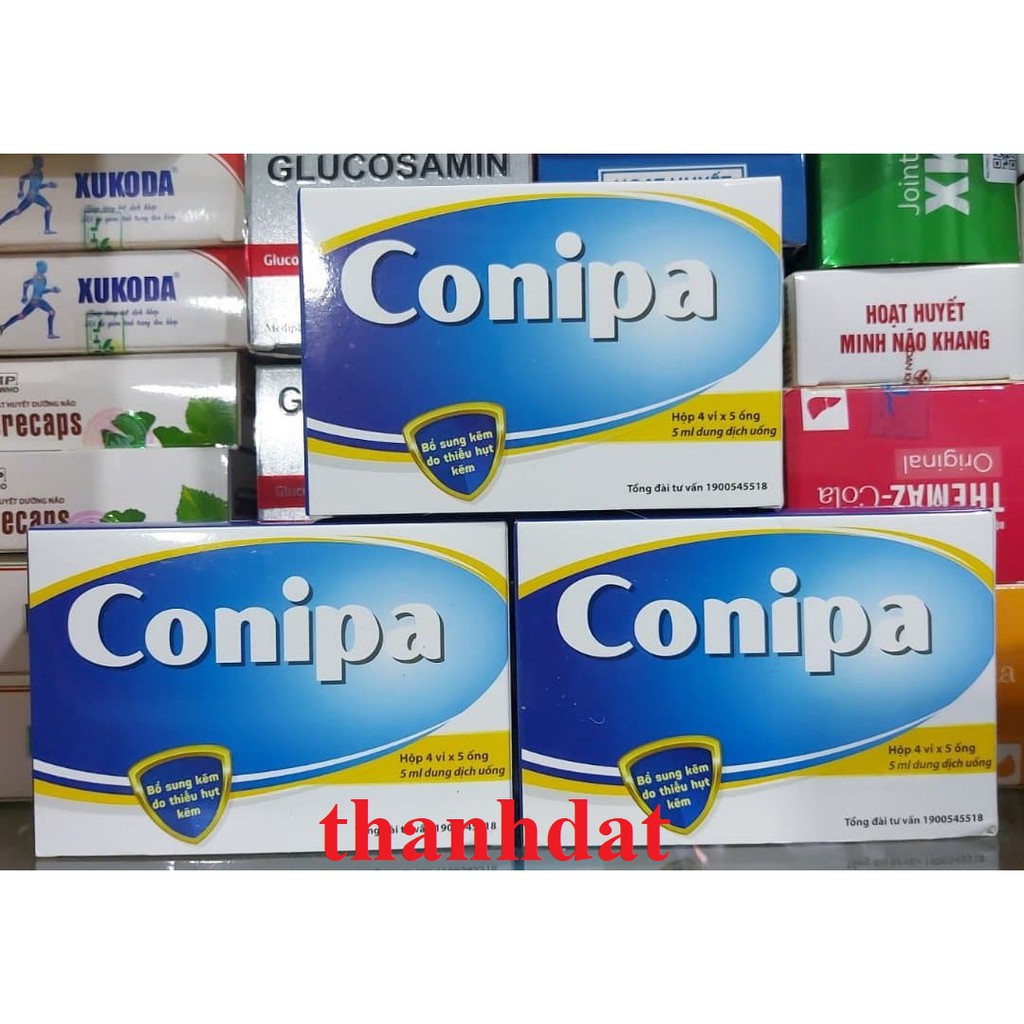 XUKODA®
XUKODA®
GLUCOSAMIN
Joint
HOẠT HUYẾT
MINH NÃO KHANG
recaps
ecaps
Original
THEMAZ-Cola
Conipa
Bổ sung kẽm
do thiếu hụt
kẽm
Hộp 4 vỉ x 5 ống
5 ml dung dịch uống
Tổng đài tư vấn 1900545518
Conipa
Bổ sung kẽm
do thiếu hụt
kẽm
Hộp 4 vỉ x 5 ống
5 ml dung dịch uống
Conipa
Bổ sung kẽm
do thiếu hụt
kẽm
Hộp 4 vỉ x 5 ống
5 ml dung dịch uống
Tổng đài tư vấn 1900545518
thanhdat